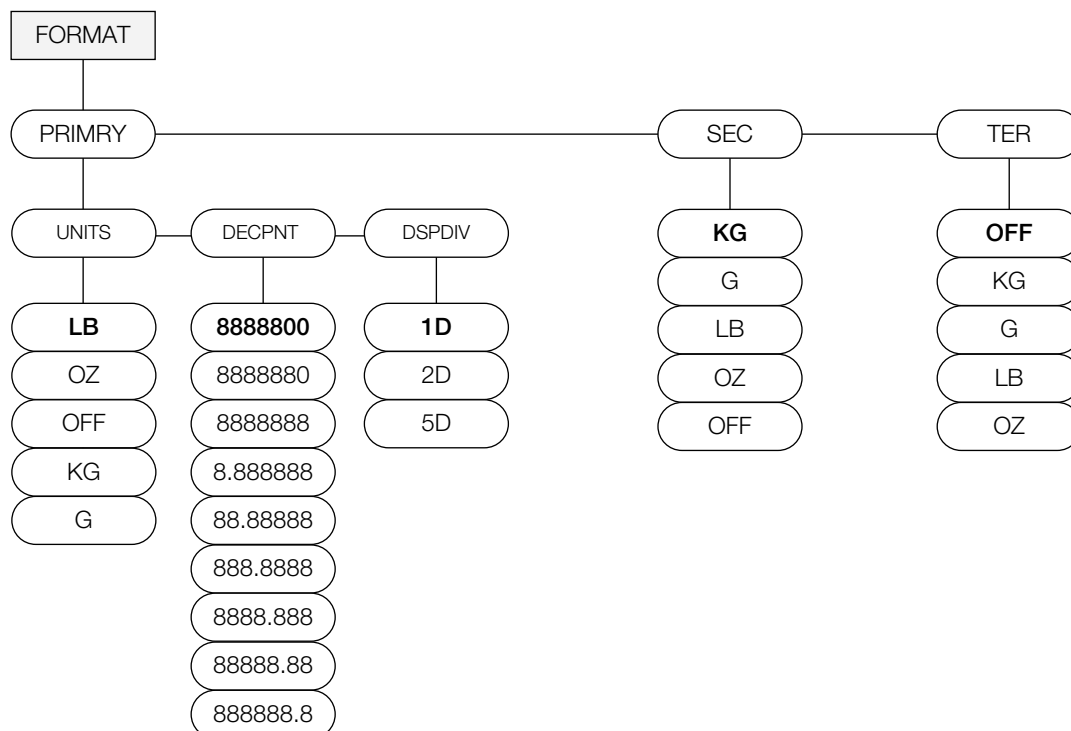 FORMAT
PRIMRY SEC TER
UNITS DECPNT DSPDIV KG OFF
G KG
LB 8888800 1D LB G
OZ 8888880 2D OZ LB
OFF 8888888 5D OFF OZ
KG 8.888888
G 88.88888
888.8888
8888.888
88888.88
888888.8